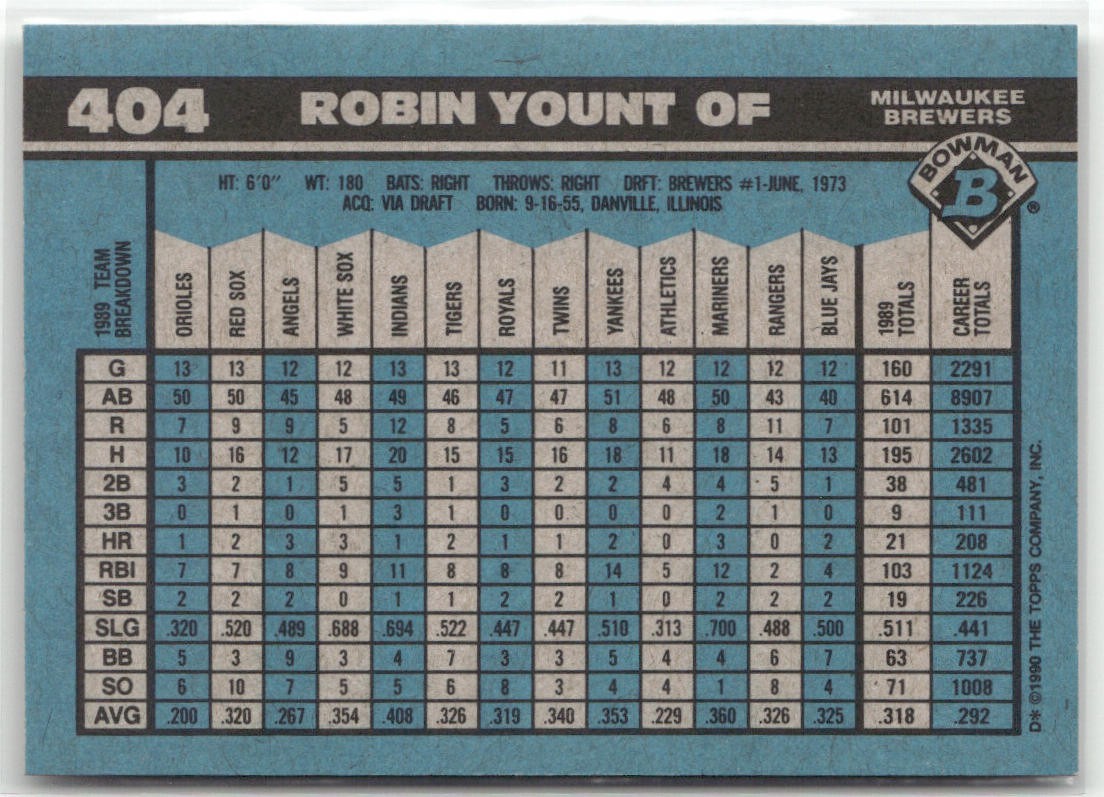 404 ROBIN YOUNT OF MILWAUKEE BREWERS
BOWMAN B ®
HT: 6'0" WT: 180 BATS: RIGHT THROWS: RIGHT DRFT: BREWERS #1-JUNE, 1973
ACQ: VIA DRAFT BORN: 9-16-55, DANVILLE, ILLINOIS
1989 TEAM BREAKDOWN ORIOLES RED SOX ANGELS WHITE SOX INDIANS TIGERS ROYALS TWINS YANKEES ATHLETICS MARINERS RANGERS BLUE JAYS 1989 TOTALS CAREER TOTALS
G 13 13 12 12 13 13 12 11 13 12 12 12 12 160 2291
AB 50 50 45 48 49 46 47 47 51 48 50 43 40 614 8907
R 7 9 9 5 12 8 5 6 8 6 8 11 7 101 1335
H 10 16 12 17 20 15 15 16 18 11 18 14 13 195 2602
2B 3 2 1 5 5 1 3 2 2 4 4 5 1 38 481
3B 0 1 0 1 3 1 0 0 0 0 2 1 0 9 111
HR 1 2 3 3 1 2 1 1 2 0 3 0 2 21 208
RBI 7 7 8 9 11 8 8 8 14 5 12 2 4 103 1124
SB 2 2 2 0 1 1 2 2 1 0 2 2 2 19 226
SLG .320 .520 .489 .688 .694 .522 .447 .447 .510 .313 .700 .488 .500 .511 .441
BB 5 3 9 3 4 7 3 3 5 4 4 6 7 63 737
SO 6 10 7 5 5 6 8 3 4 4 1 8 4 71 1008
AVG .200 .320 .267 .354 .408 .326 .319 .340 .353 .229 .360 .326 .325 .318 .292
D* ©1990 THE TOPPS COMPANY, INC.